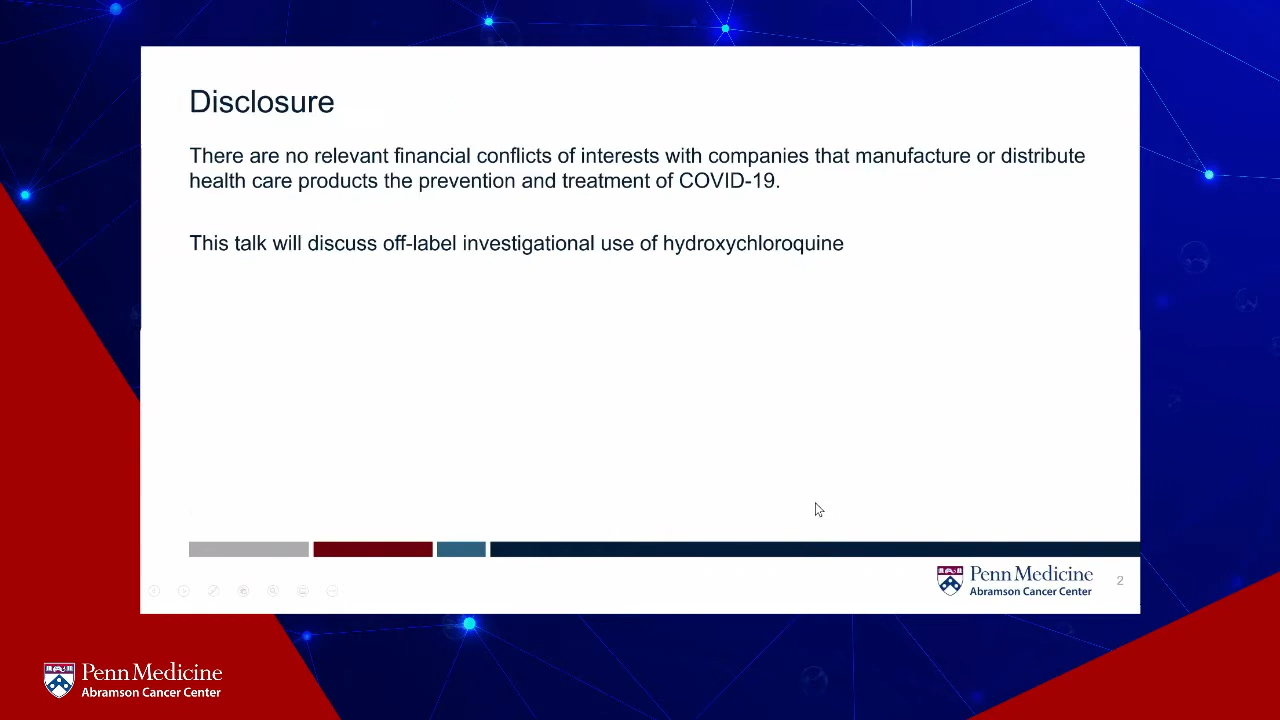 Disclosure
There are no relevant financial conflicts of interests with companies that manufacture or distribute
health care products the prevention and treatment of COVID-19.
This talk will discuss off-label investigational use of hydroxychloroquine
Penn Medicine
Abramson Cancer Center
2
Penn Medicine
Abramson Cancer Center